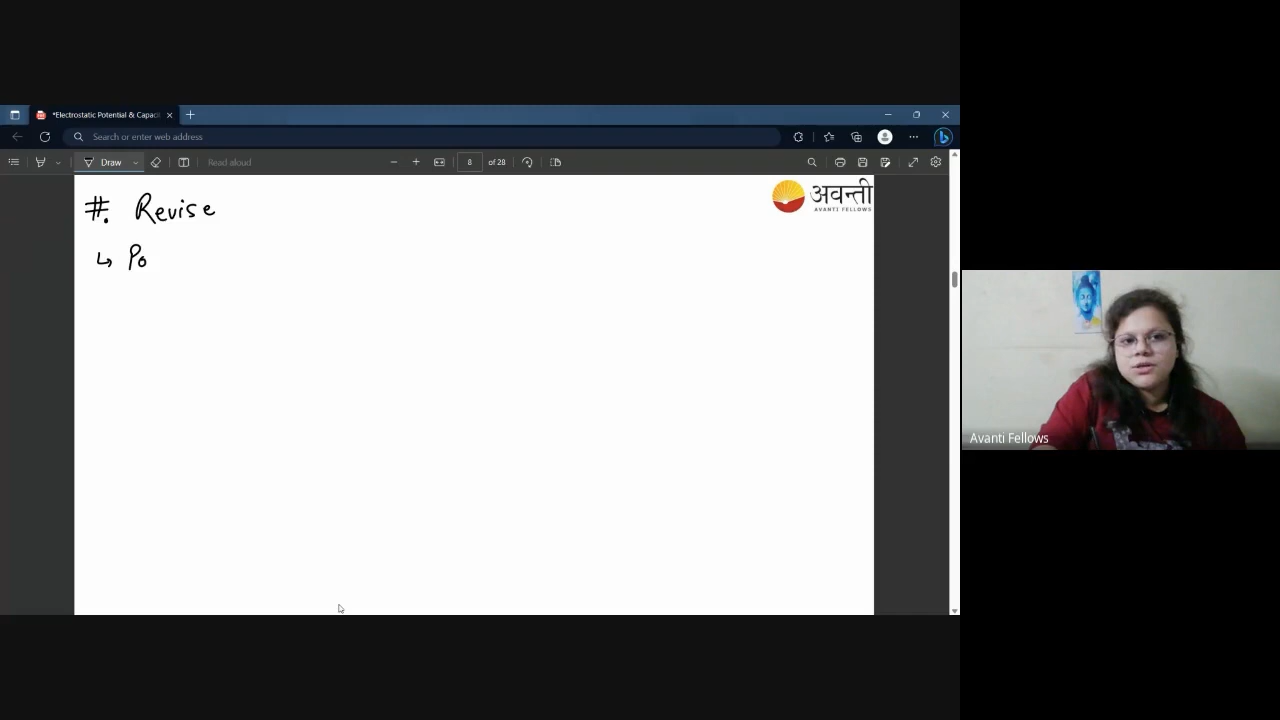 *Electrostatic Potential & Capaci
Search or enter web address
Draw
Read aloud
8
of 28
#. Revise
अवन्ती
AVANTI FELLOWS
↳ Po
Avanti Fellows